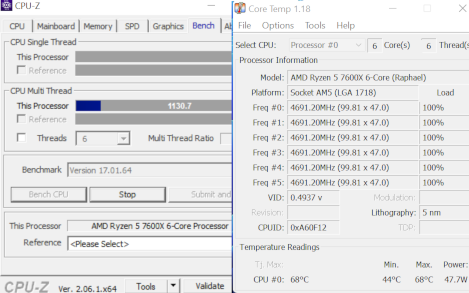 CPU-Z
CPU Mainboard Memory SPD Graphics Bench
CPU Single Thread
This Processor
Reference
CPU Multi Thread
This Processor 1130.7
Reference
Threads 6 Multi Thread Ratio
Benchmark Version 17.01.64
Bench CPU Stop Submit and
This Processor AMD Ryzen 5 7600X 6-Core Processor
Reference <Please Select>
CPU-Z Ver. 2.06.1.x64 Tools Validate
Core Temp 1.18
File Options Tools Help
Select CPU: Processor #0 6 Core(s) 6 Thread(s
Processor Information
Model: AMD Ryzen 5 7600X 6-Core (Raphael)
Platform: Socket AM5 (LGA 1718) Load
Freq #0: 4691.20MHz (99.81 x 47.0) 100%
Freq #1: 4691.20MHz (99.81 x 47.0) 100%
Freq #2: 4691.20MHz (99.81 x 47.0) 100%
Freq #3: 4691.20MHz (99.81 x 47.0) 100%
Freq #4: 4691.20MHz (99.81 x 47.0) 100%
Freq #5: 4691.20MHz (99.81 x 47.0) 100%
VID: 0.4937 v Modulation:
Revision: Lithography: 5 nm
CPUID: 0xA60F12 TDP:
Temperature Readings
Tj. Max: Min. Max. Power:
CPU #0: 68°C 44°C 68°C 47.7W